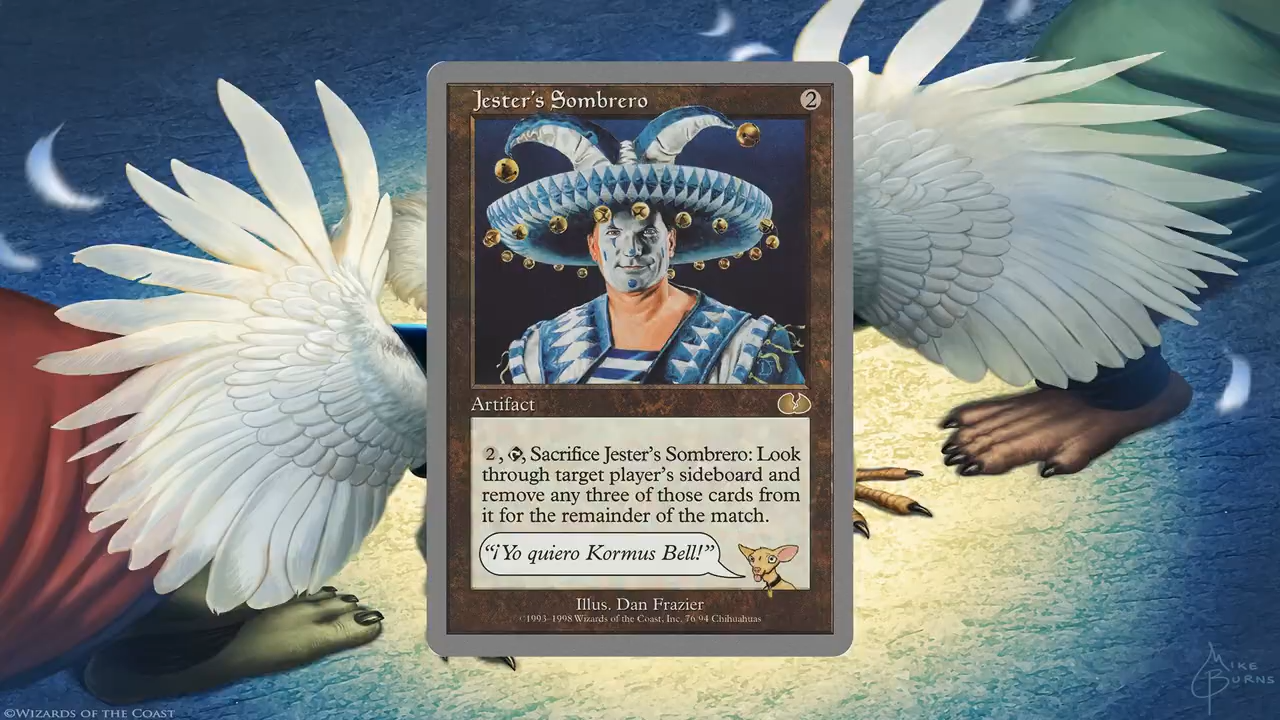 Jester's Sombrero 2
Artifact
2, , Sacrifice Jester's Sombrero: Look
through target player's sideboard and
remove any three of those cards from
it for the remainder of the match.
"¡Yo quiero Kormus Bell!"
Illus. Dan Frazier
©1993-1998 Wizards of the Coast, Inc. 76/94 Chihuahuas
MIKE
BURNS
©WIZARDS OF THE COAST